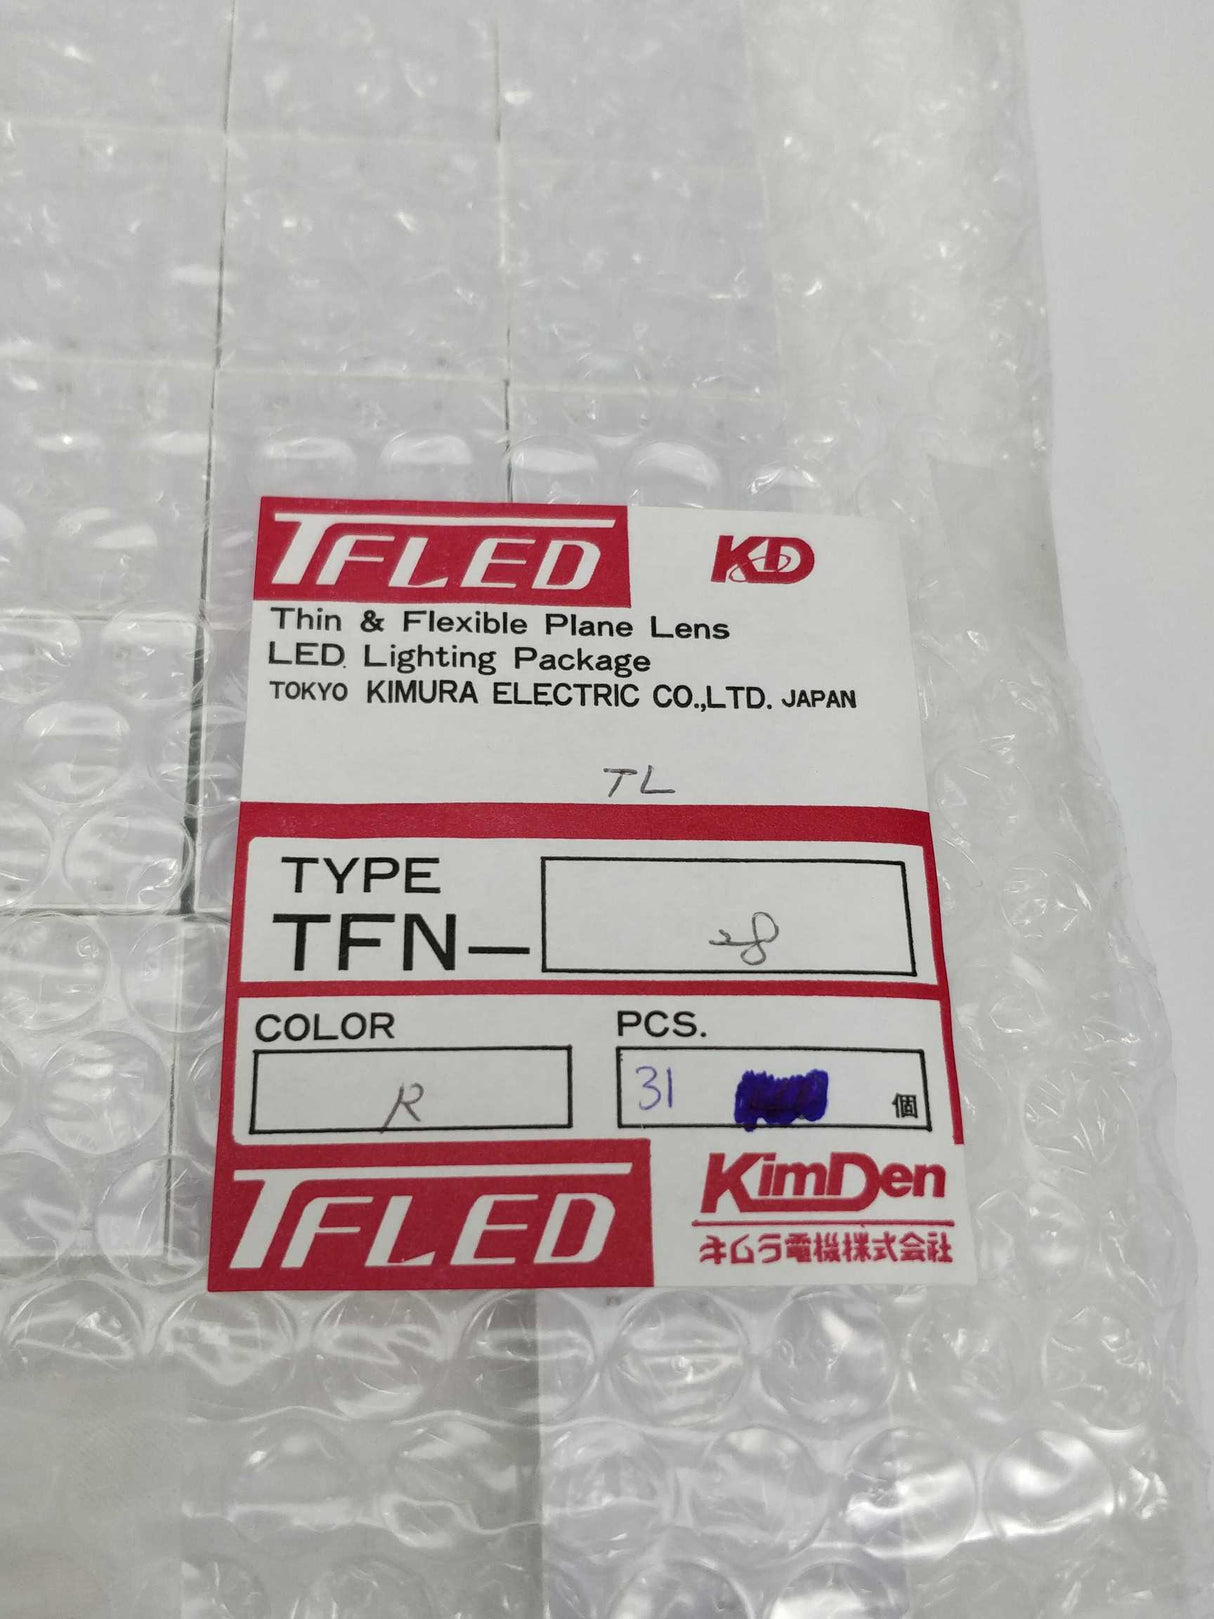 TFLED KD
Thin & Flexible Plane Lens
LED. Lighting Package
TOKYO KIMURA ELECTRIC CO.,LTD. JAPAN
TL
TYPE
TFN- 28
COLOR PCS.
R 31 個
TFLED KimDen
キムラ電機株式会社